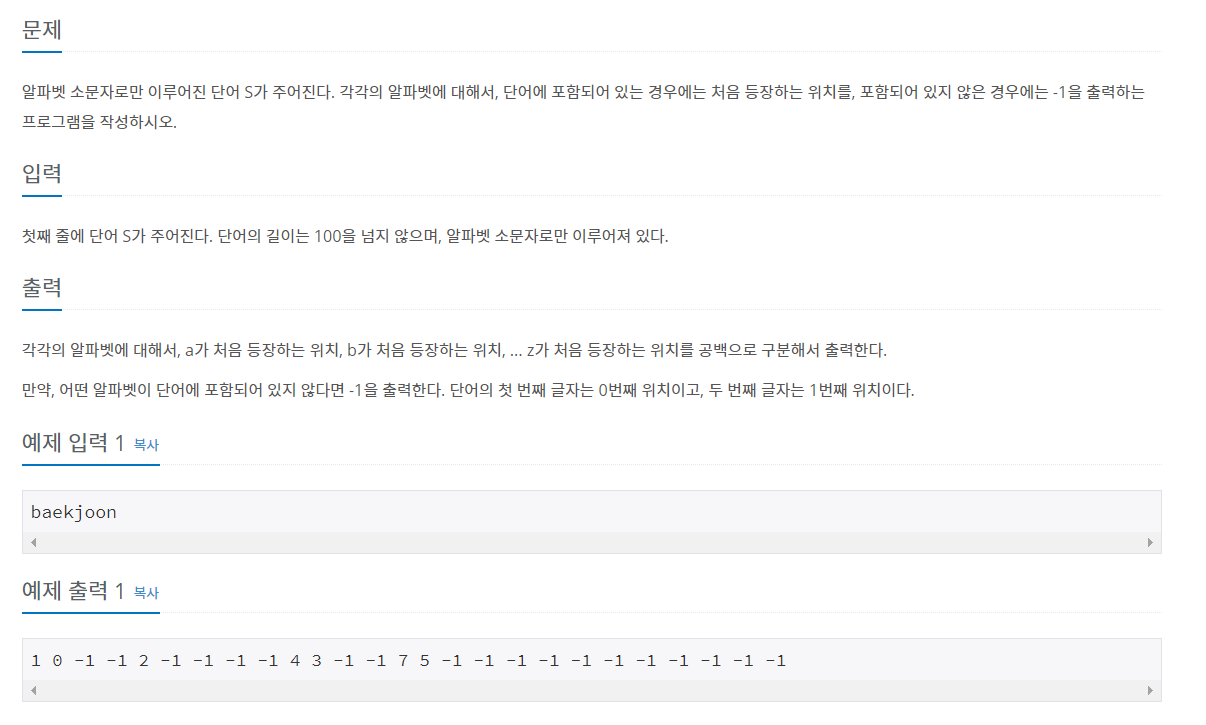 문제
알파벳 소문자로만 이루어진 단어 S가 주어진다. 각각의 알파벳에 대해서, 단어에 포함되어 있는 경우에는 처음 등장하는 위치를, 포함되어 있지 않은 경우에는 -1을 출력하는
프로그램을 작성하시오.
입력
첫째 줄에 단어 S가 주어진다. 단어의 길이는 100을 넘지 않으며, 알파벳 소문자로만 이루어져 있다.
출력
각각의 알파벳에 대해서, a가 처음 등장하는 위치, b가 처음 등장하는 위치, ... z가 처음 등장하는 위치를 공백으로 구분해서 출력한다.
만약, 어떤 알파벳이 단어에 포함되어 있지 않다면 -1을 출력한다. 단어의 첫 번째 글자는 0번째 위치이고, 두 번째 글자는 1번째 위치이다.
예제 입력 1 복사
baekjoon
예제 출력 1 복사
1 0 -1 -1 2 -1 -1 -1 -1 4 3 -1 -1 7 5 -1 -1 -1 -1 -1 -1 -1 -1 -1 -1 -1